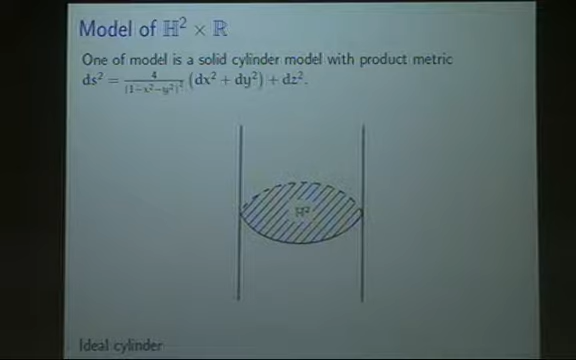 Model of ℍ² × ℝ
One of model is a solid cylinder model with product metric
ds² = 4/(1−x²−y²)² (dx² + dy²) + dz².
ℍ²
Ideal cylinder